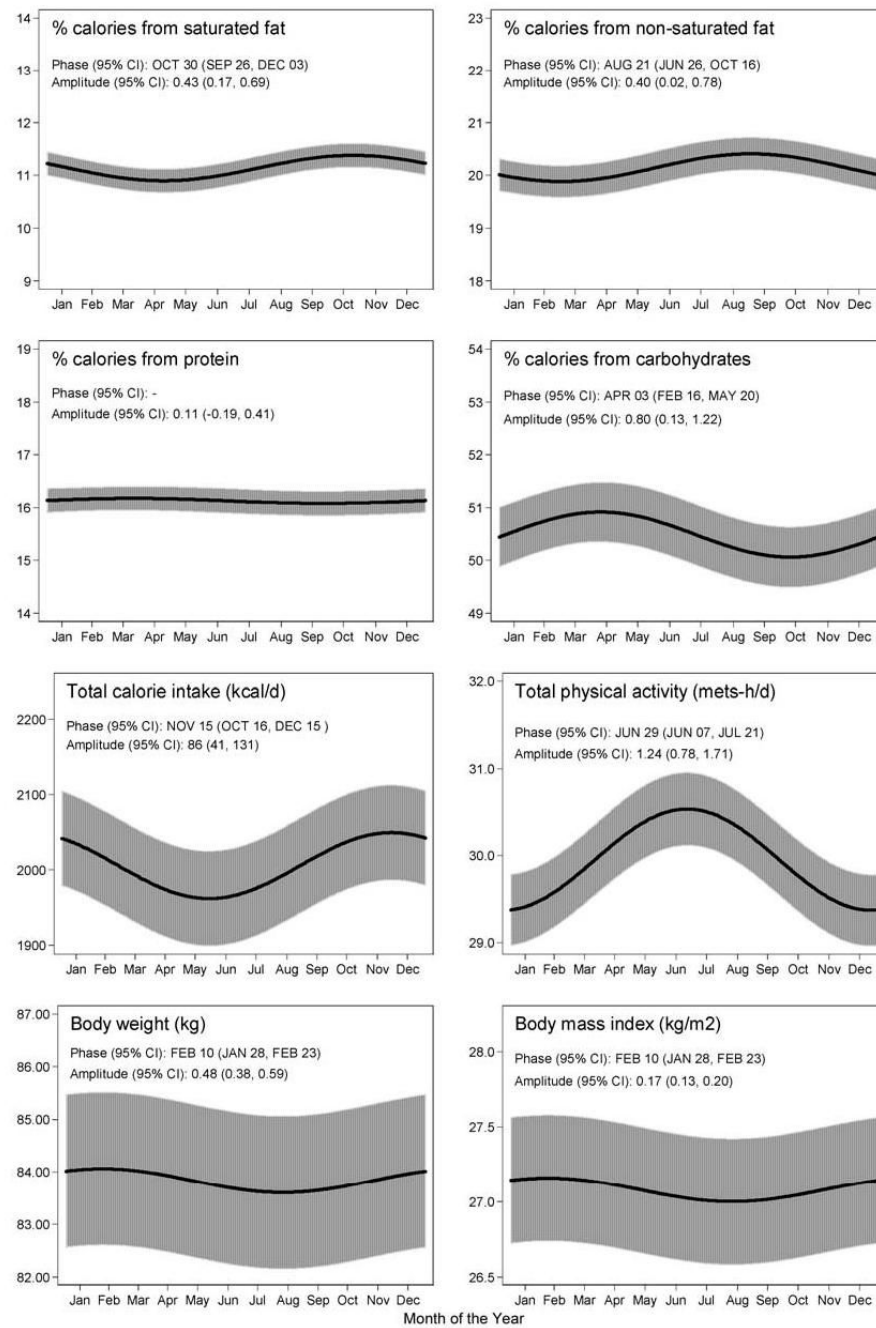 % calories from saturated fat
Phase (95% CI): OCT 30 (SEP 26, DEC 03)
Amplitude (95% CI): 0.43 (0.17, 0.69)
14
13
12
11
10
9
Jan Feb Mar Apr May Jun Jul Aug Sep Oct Nov Dec
% calories from non-saturated fat
Phase (95% CI): AUG 21 (JUN 26, OCT 16)
Amplitude (95% CI): 0.40 (0.02, 0.78)
23
22
21
20
19
18
Jan Feb Mar Apr May Jun Jul Aug Sep Oct Nov Dec
% calories from protein
Phase (95% CI): -
Amplitude (95% CI): 0.11 (-0.19, 0.41)
19
18
17
16
15
14
Jan Feb Mar Apr May Jun Jul Aug Sep Oct Nov Dec
% calories from carbohydrates
Phase (95% CI): APR 03 (FEB 16, MAY 20)
Amplitude (95% CI): 0.80 (0.13, 1.22)
54
53
52
51
50
49
Jan Feb Mar Apr May Jun Jul Aug Sep Oct Nov Dec
Total calorie intake (kcal/d)
Phase (95% CI): NOV 15 (OCT 16, DEC 15 )
Amplitude (95% CI): 86 (41, 131)
2200
2100
2000
1900
Jan Feb Mar Apr May Jun Jul Aug Sep Oct Nov Dec
Total physical activity (mets-h/d)
Phase (95% CI): JUN 29 (JUN 07, JUL 21)
Amplitude (95% CI): 1.24 (0.78, 1.71)
32.0
31.0
30.0
29.0
Jan Feb Mar Apr May Jun Jul Aug Sep Oct Nov Dec
Body weight (kg)
Phase (95% CI): FEB 10 (JAN 28, FEB 23)
Amplitude (95% CI): 0.48 (0.38, 0.59)
87.00
86.00
85.00
84.00
83.00
82.00
Jan Feb Mar Apr May Jun Jul Aug Sep Oct Nov Dec
Body mass index (kg/m2)
Phase (95% CI): FEB 10 (JAN 28, FEB 23)
Amplitude (95% CI): 0.17 (0.13, 0.20)
28.0
27.5
27.0
26.5
Jan Feb Mar Apr May Jun Jul Aug Sep Oct Nov Dec
Month of the Year